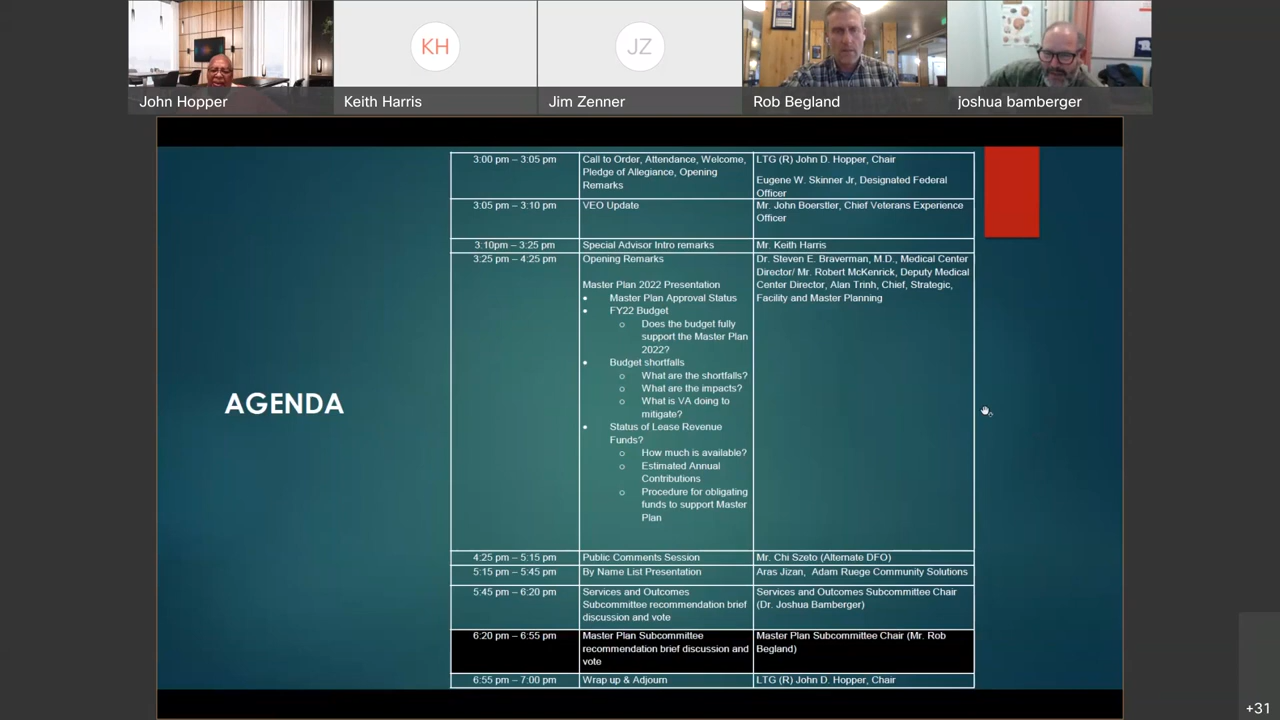 KH
JZ
John Hopper
Keith Harris
Jim Zenner
Rob Begland
joshua bamberger
AGENDA
3:00 pm – 3:05 pm
Call to Order, Attendance, Welcome,
Pledge of Allegiance, Opening
Remarks
LTG (R) John D. Hopper, Chair
Eugene W. Skinner Jr, Designated Federal
Officer
3:05 pm – 3:10 pm
VEO Update
Mr. John Boerstler, Chief Veterans Experience
Officer
3:10pm – 3:25 pm
Special Advisor Intro remarks
Mr. Keith Harris
3:25 pm – 4:25 pm
Opening Remarks
Master Plan 2022 Presentation
• Master Plan Approval Status
• FY22 Budget
o Does the budget fully
support the Master Plan
2022?
• Budget shortfalls
o What are the shortfalls?
o What are the impacts?
o What is VA doing to
mitigate?
• Status of Lease Revenue
Funds?
o How much is available?
o Estimated Annual
Contributions
o Procedure for obligating
funds to support Master
Plan
Dr. Steven E. Braverman, M.D., Medical Center
Director/ Mr. Robert McKenrick, Deputy Medical
Center Director, Alan Trinh, Chief, Strategic,
Facility and Master Planning
4:25 pm – 5:15 pm
Public Comments Session
Mr. Chi Szeto (Alternate DFO)
5:15 pm – 5:45 pm
By Name List Presentation
Aras Jizan, Adam Ruege Community Solutions
5:45 pm – 6:20 pm
Services and Outcomes
Subcommittee recommendation brief
discussion and vote
Services and Outcomes Subcommittee Chair
(Dr. Joshua Bamberger)
6:20 pm – 6:55 pm
Master Plan Subcommittee
recommendation brief discussion and
vote
Master Plan Subcommittee Chair (Mr. Rob
Begland)
6:55 pm – 7:00 pm
Wrap up & Adjourn
LTG (R) John D. Hopper, Chair
+31